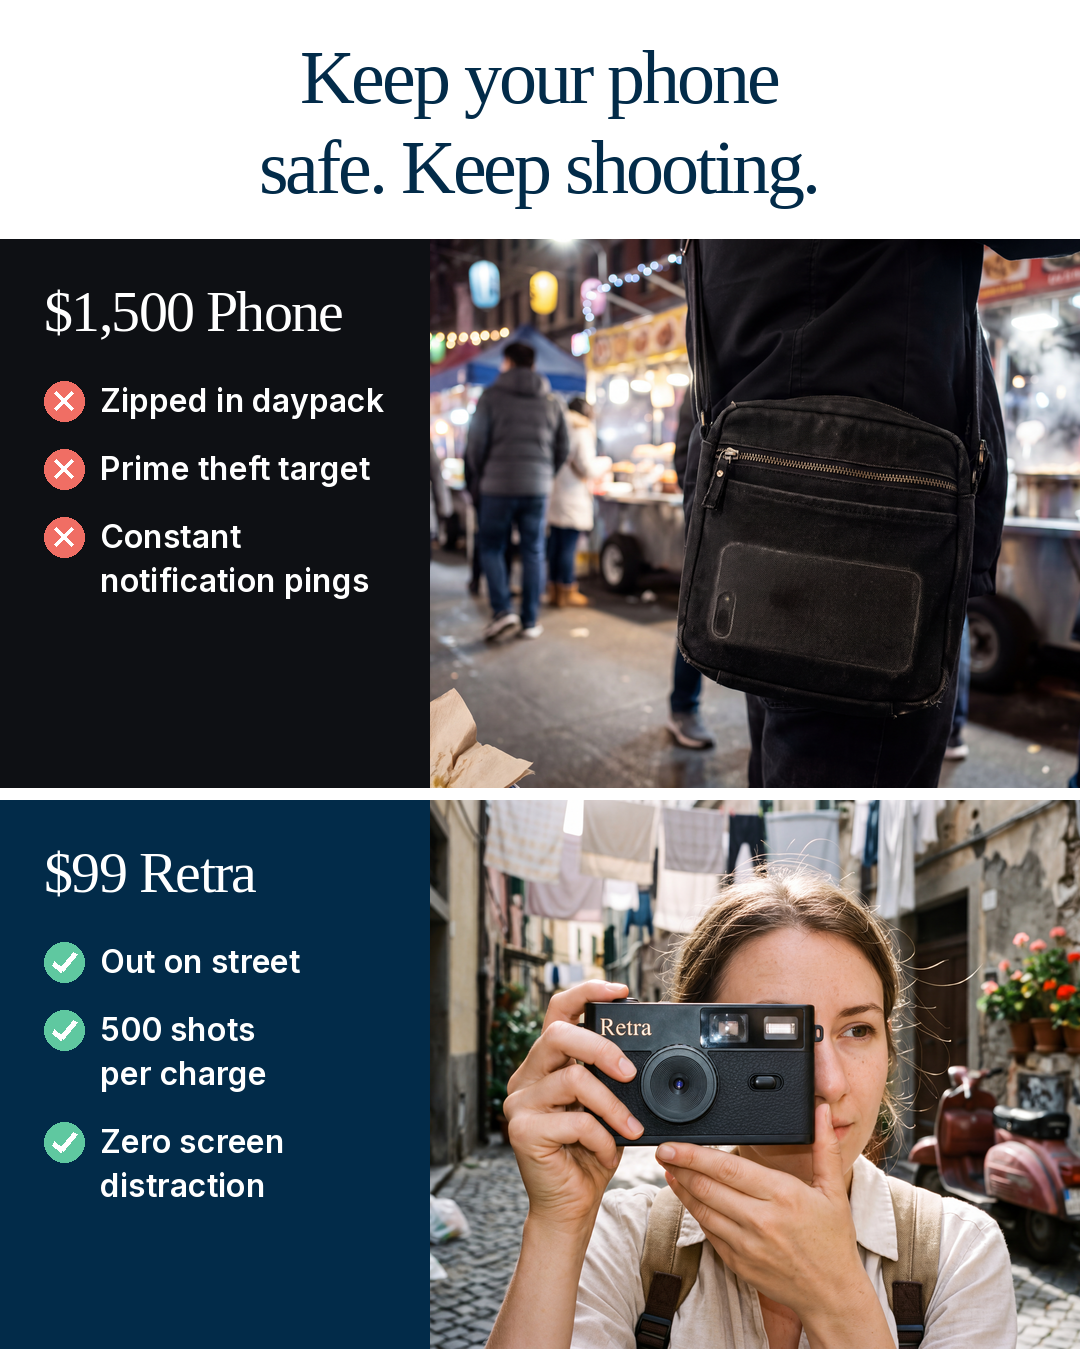 Keep your phone
safe. Keep shooting.
$1,500 Phone
Zipped in daypack
Prime theft target
Constant
notification pings
$99 Retra
Out on street
500 shots
per charge
Zero screen
distraction
Retra